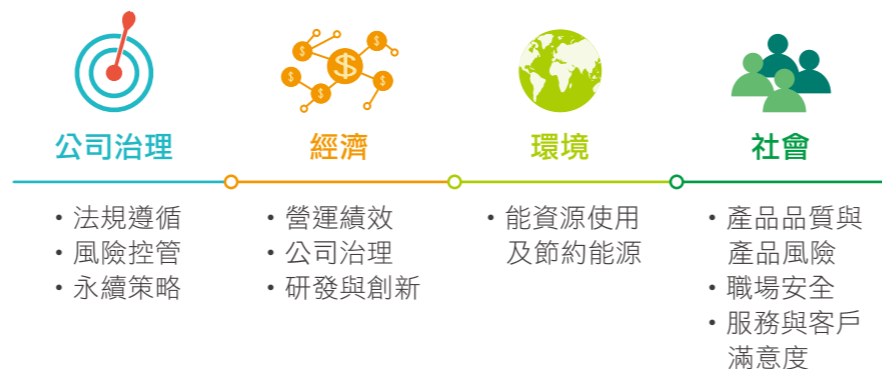 公司治理
・法規遵循
・風險控管
・永續策略
經濟
・營運績效
・公司治理
・研發與創新
環境
・能資源使用
及節約能源
社會
・產品品質與
產品風險
・職場安全
・服務與客戶
滿意度